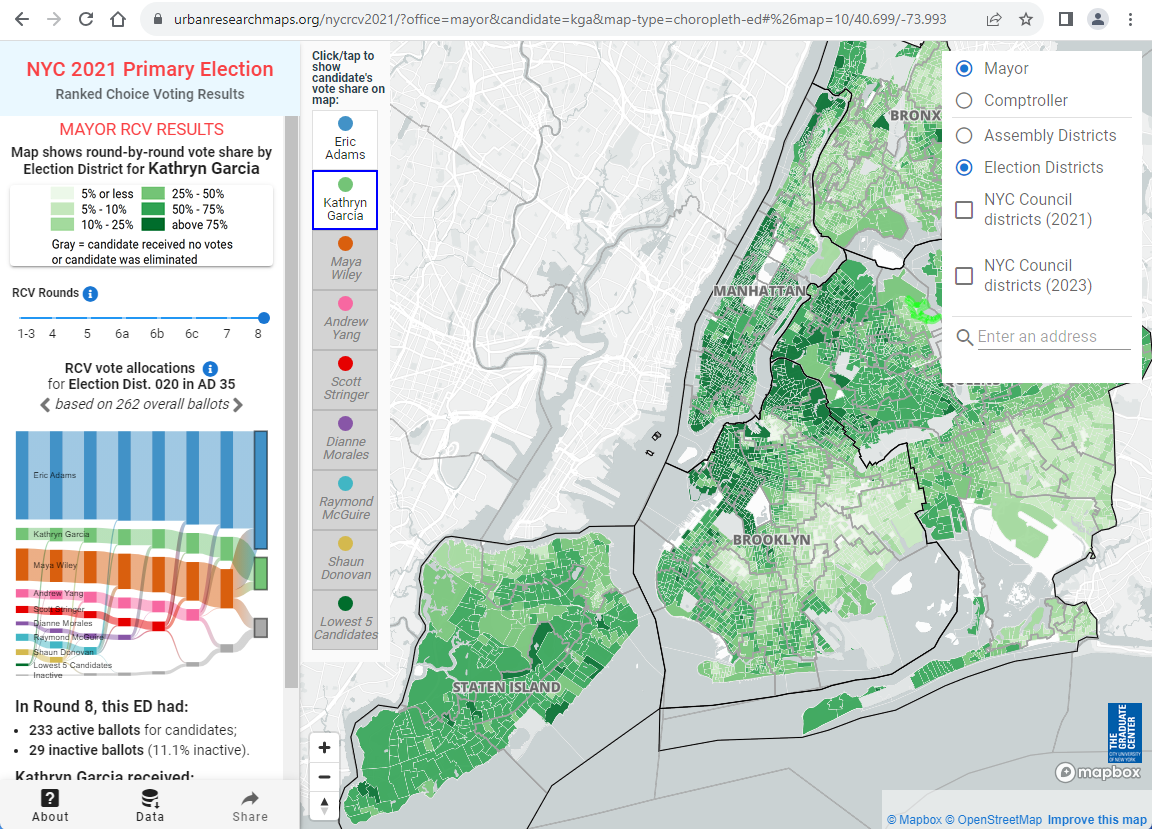 urbanresearchmaps.org/nycrcv2021/?office=mayor&candidate=kga&map-type=choropleth-ed#%26map=10/40.699/-73.993
NYC 2021 Primary Election
Ranked Choice Voting Results
MAYOR RCV RESULTS
Map shows round-by-round vote share by
Election District for Kathryn Garcia
5% or less
25% - 50%
5% - 10%
50% - 75%
10% - 25%
above 75%
Gray = candidate received no votes
or candidate was eliminated
RCV Rounds
1-3 4 5 6a 6b 6c 7 8
RCV vote allocations
for Election Dist. 020 in AD 35
based on 262 overall ballots
Eric Adams
Kathryn Garcia
Maya Wiley
Andrew Yang
Scott Stringer
Dianne Morales
Raymond McGuire
Shaun Donovan
Lowest 5 Candidates
Inactive
In Round 8, this ED had:
• 233 active ballots for candidates;
• 29 inactive ballots (11.1% inactive).
Kathryn Garcia received:
About
Data
Share
Click/tap to
show
candidate's
vote share on
map:
Eric
Adams
Kathryn
Garcia
Maya
Wiley
Andrew
Yang
Scott
Stringer
Dianne
Morales
Raymond
McGuire
Shaun
Donovan
Lowest 5
Candidates
BRONX
MANHATTAN
BROOKLYN
STATEN ISLAND
Mayor
Comptroller
Assembly Districts
Election Districts
NYC Council
districts (2021)
NYC Council
districts (2023)
Enter an address
+
−
THE
GRADUATE
CENTER
CITY UNIVERSITY
OF NEW YORK
mapbox
© Mapbox © OpenStreetMap Improve this map